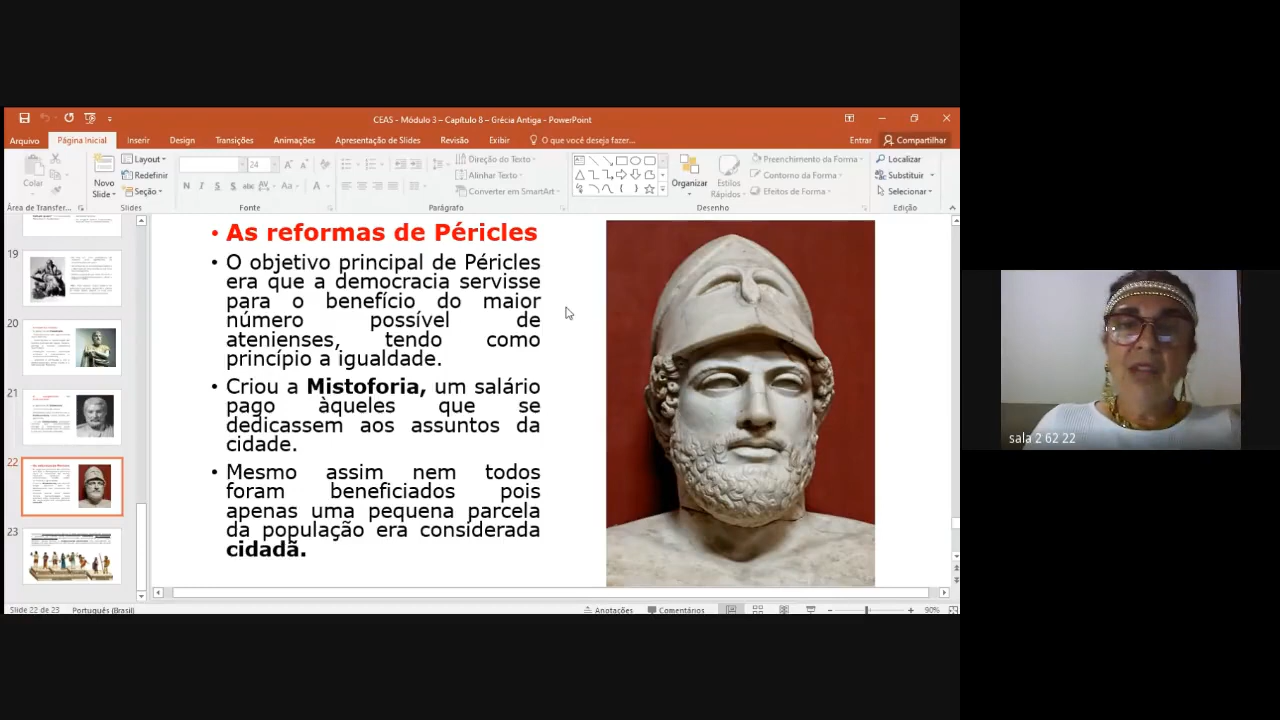 CEAS - Módulo 3 – Capítulo 8 – Grécia Antiga - PowerPoint
Arquivo Página Inicial Inserir Design Transições Animações Apresentação de Slides Revisão Exibir O que você deseja fazer... Entrar Compartilhar
Colar
Novo Slide
Layout
Redefinir
Seção
24
N I S S abc AV Aa A
Direção do Texto
Alinhar Texto
Converter em SmartArt
Organizar
Estilos Rápidos
Preenchimento da Forma
Contorno da Forma
Efeitos de Forma
Localizar
Substituir
Selecionar
Área de Transfer... Slides Fonte Parágrafo Desenho Edição
19
20
21
22
23
• As reformas de Péricles
• O objetivo principal de Péricles
era que a democracia servisse
para o benefício do maior
número possível de
atenienses, tendo como
princípio a igualdade.
• Criou a Mistoforia, um salário
pago àqueles que se
dedicassem aos assuntos da
cidade.
• Mesmo assim nem todos
foram beneficiados pois
apenas uma pequena parcela
da população era considerada
cidadã.
sala 2 62 22
Slide 22 de 23 Português (Brasil) Anotações Comentários 90%